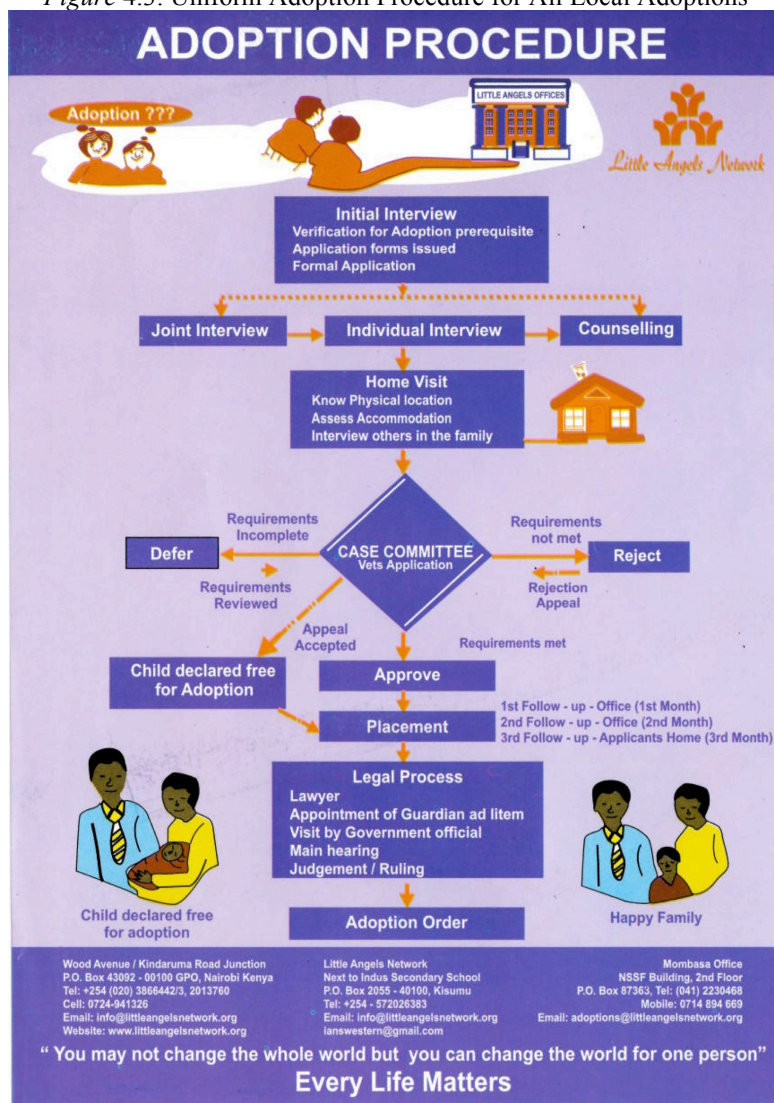 Figure 4.3: Uniform Adoption Procedure for All Local Adoptions
ADOPTION PROCEDURE
Adoption ???
LITTLE ANGELS OFFICES
Little Angels Network
Initial Interview
Verification for Adoption prerequisite
Application forms issued
Formal Application
Joint Interview
Individual Interview
Counselling
Home Visit
Know Physical location
Assess Accommodation
Interview others in the family
Requirements
Incomplete
Requirements
not met
Defer
CASE COMMITTEE
Vets Application
Reject
Requirements
Reviewed
Rejection
Appeal
Appeal
Accepted
Requirements met
Child declared free
for Adoption
Approve
Placement
1st Follow - up - Office (1st Month)
2nd Follow - up - Office (2nd Month)
3rd Follow - up - Applicants Home (3rd Month)
Legal Process
Lawyer
Appointment of Guardian ad litem
Visit by Government official
Main hearing
Judgement / Ruling
Adoption Order
Child declared free
for adoption
Happy Family
Wood Avenue / Kindaruma Road Junction
P.O. Box 43092 - 00100 GPO, Nairobi Kenya
Tel: +254 (020) 3866442/3, 2013760
Cell: 0724-941326
Email: info@littleangelsnetwork.org
Website: www.littleangelsnetwork.org
Little Angels Network
Next to Indus Secondary School
P.O. Box 2055 - 40100, Kisumu
Tel: +254 - 572026383
Email: info@littleangelsnetwork.org
ianswestern@gmail.com
Mombasa Office
NSSF Building, 2nd Floor
P.O. Box 87363, Tel: (041) 2230468
Mobile: 0714 894 669
Email: adoptions@littleangelsnetwork.org
“ You may not change the whole world but you can change the world for one person”
Every Life Matters